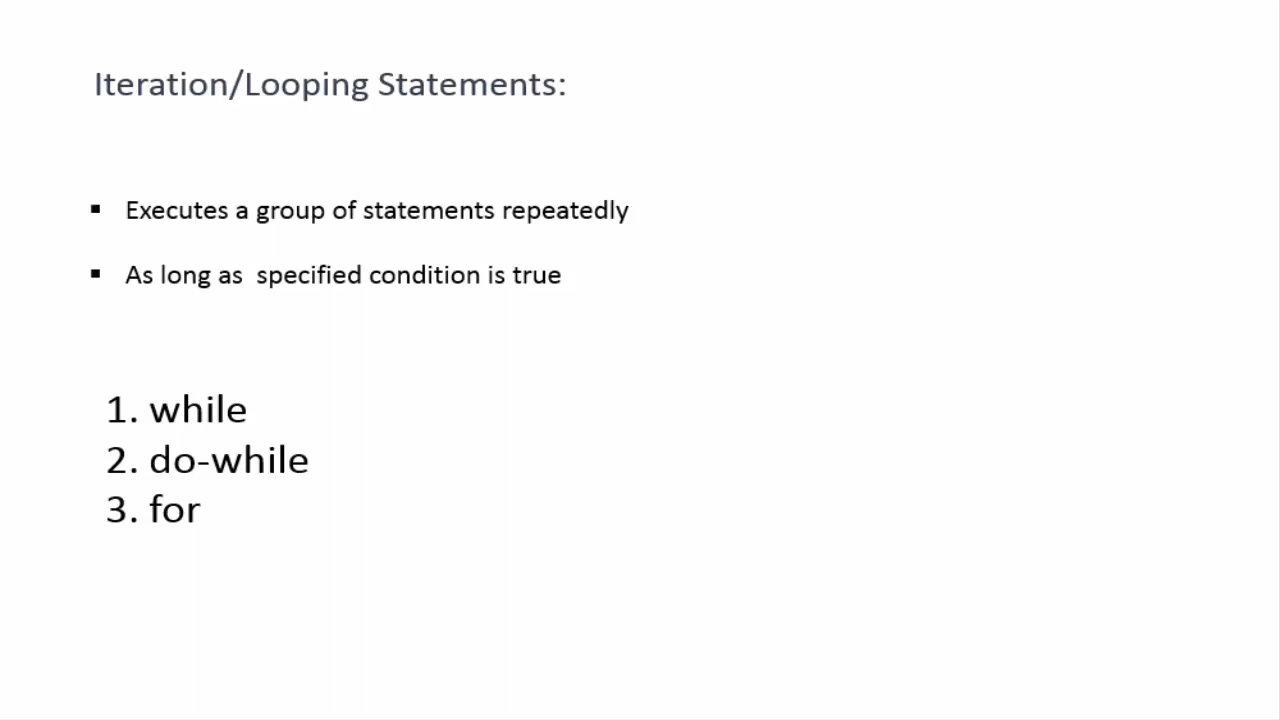 Iteration/Looping Statements:
▪ Executes a group of statements repeatedly
▪ As long as  specified condition is true
1. while
2. do-while
3. for